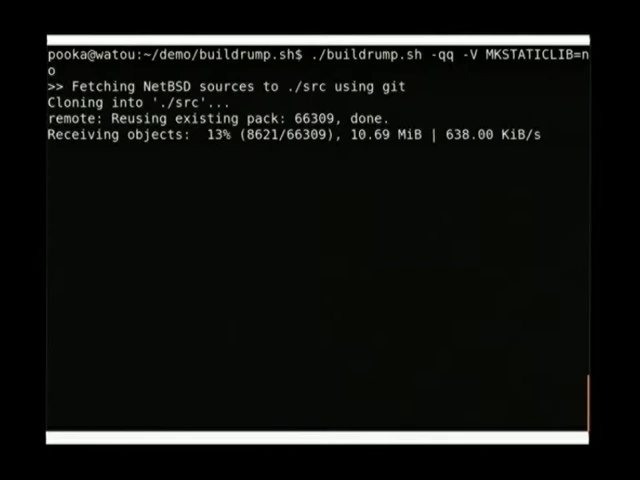 pooka@watou:~/demo/buildrump.sh$ ./buildrump.sh -qq -V MKSTATICLIB=n
o
>> Fetching NetBSD sources to ./src using git
Cloning into './src'...
remote: Reusing existing pack: 66309, done.
Receiving objects:  13% (8621/66309), 10.69 MiB | 638.00 KiB/s